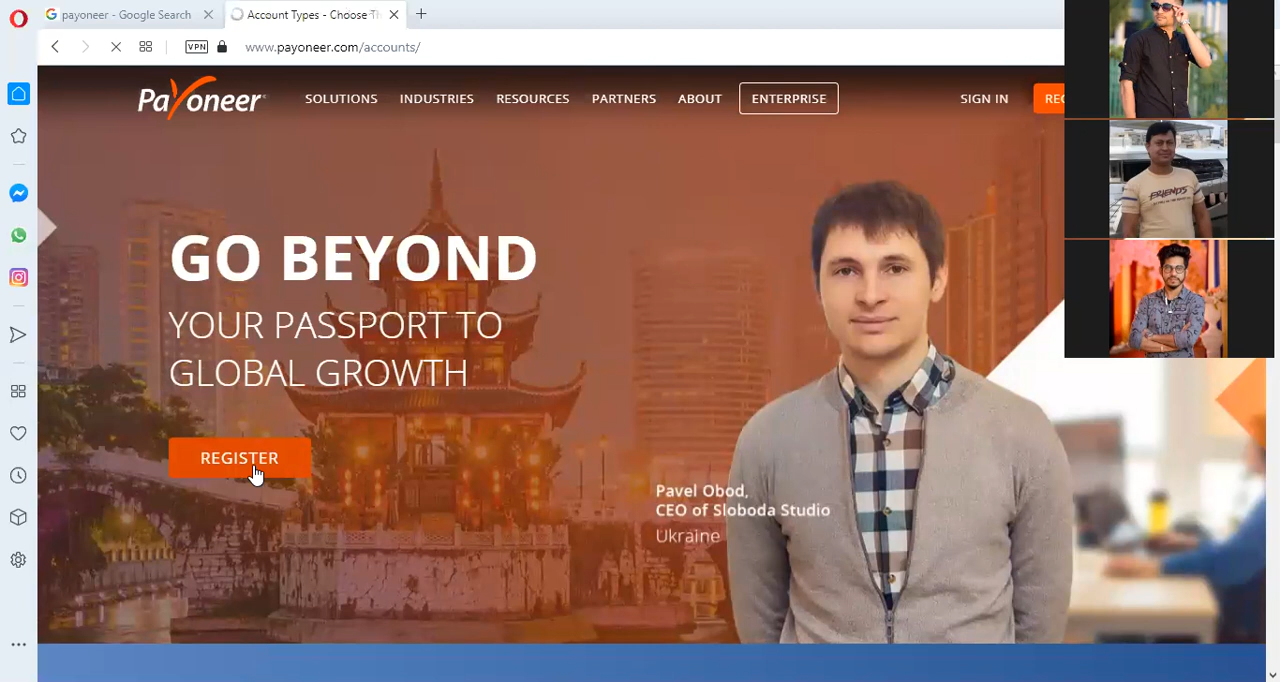 payoneer - Google Search
Account Types - Choose Th
VPN
www.payoneer.com/accounts/
Payoneer
SOLUTIONS
INDUSTRIES
RESOURCES
PARTNERS
ABOUT
ENTERPRISE
SIGN IN
GO BEYOND
YOUR PASSPORT TO
GLOBAL GROWTH
REGISTER
Pavel Obod,
CEO of Sloboda Studio
Ukraine
FRIENDS